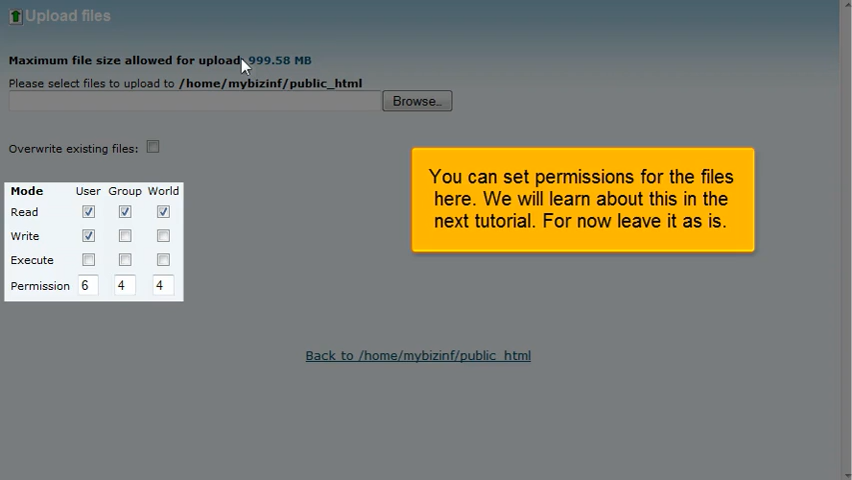 Upload files
Maximum file size allowed for upload: 999.58 MB
Please select files to upload to /home/mybizinf/public_html
Browse..
Overwrite existing files:
You can set permissions for the files
here. We will learn about this in the
next tutorial. For now leave it as is.
Mode User Group World
Read
Write
Execute
Permission 6 4 4
Back to /home/mybizinf/public_html